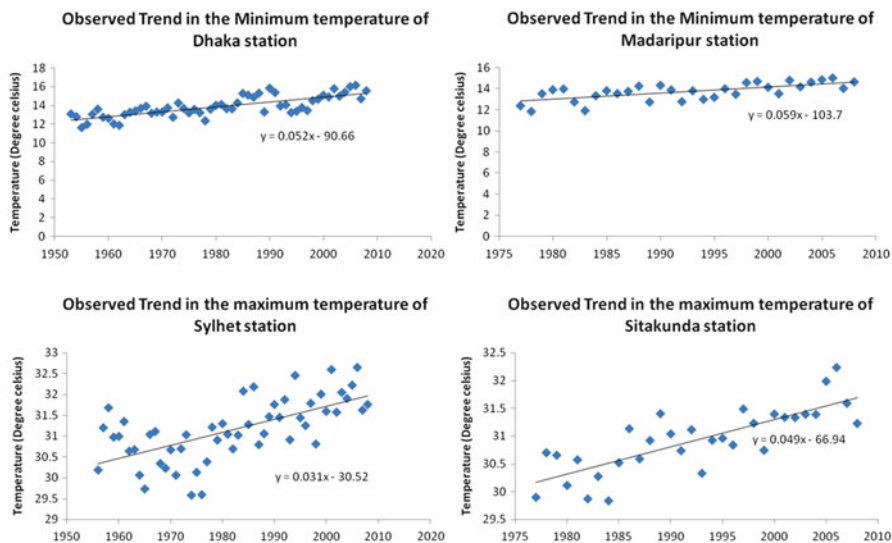 Observed Trend in the Minimum temperature of
Dhaka station
Temperature (Degree celsius)
18
16
14
12
10
8
6
4
2
0
y = 0.052x - 90.66
1950 1960 1970 1980 1990 2000 2010 2020
Observed Trend in the Minimum temperature of
Madaripur station
Temperature (Degree celsius)
16
14
12
10
8
6
4
2
0
y = 0.059x - 103.7
1975 1980 1985 1990 1995 2000 2005 2010
Observed Trend in the maximum temperature of
Sylhet station
Temperature (Degree celsius)
33
32.5
32
31.5
31
30.5
30
29.5
29
y = 0.031x - 30.52
1950 1960 1970 1980 1990 2000 2010 2020
Observed Trend in the maximum temperature of
Sitakunda station
Temperature (Degree celsius)
32.5
32
31.5
31
30.5
30
29.5
y = 0.049x - 66.94
1975 1980 1985 1990 1995 2000 2005 2010